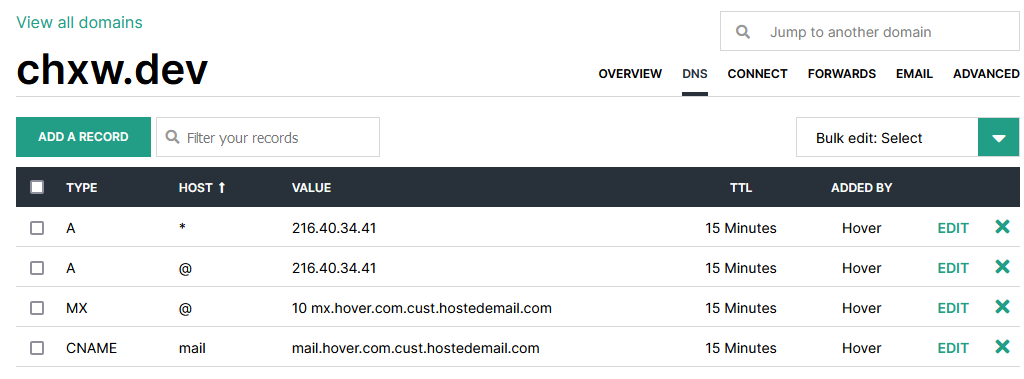 View all domains
Jump to another domain
chxw.dev
OVERVIEW DNS CONNECT FORWARDS EMAIL ADVANCED
ADD A RECORD Filter your records Bulk edit: Select
TYPE HOST ↑ VALUE TTL ADDED BY
A * 216.40.34.41 15 Minutes Hover EDIT
A @ 216.40.34.41 15 Minutes Hover EDIT
MX @ 10 mx.hover.com.cust.hostedemail.com 15 Minutes Hover EDIT
CNAME mail mail.hover.com.cust.hostedemail.com 15 Minutes Hover EDIT